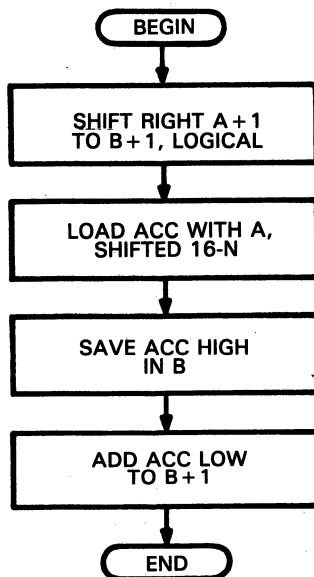 BEGIN
SHIFT RIGHT A+1
TO B+1, LOGICAL
LOAD ACC WITH A,
SHIFTED 16-N
SAVE ACC HIGH
IN B
ADD ACC LOW
TO B+1
END